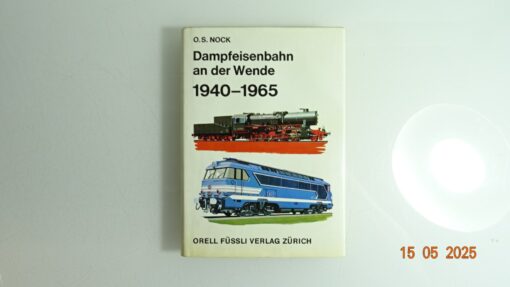 O. S. NOCK
Dampfeisenbahn
an der Wende
1940–1965
ORELL FÜSSLI VERLAG ZÜRICH
15 05 2025